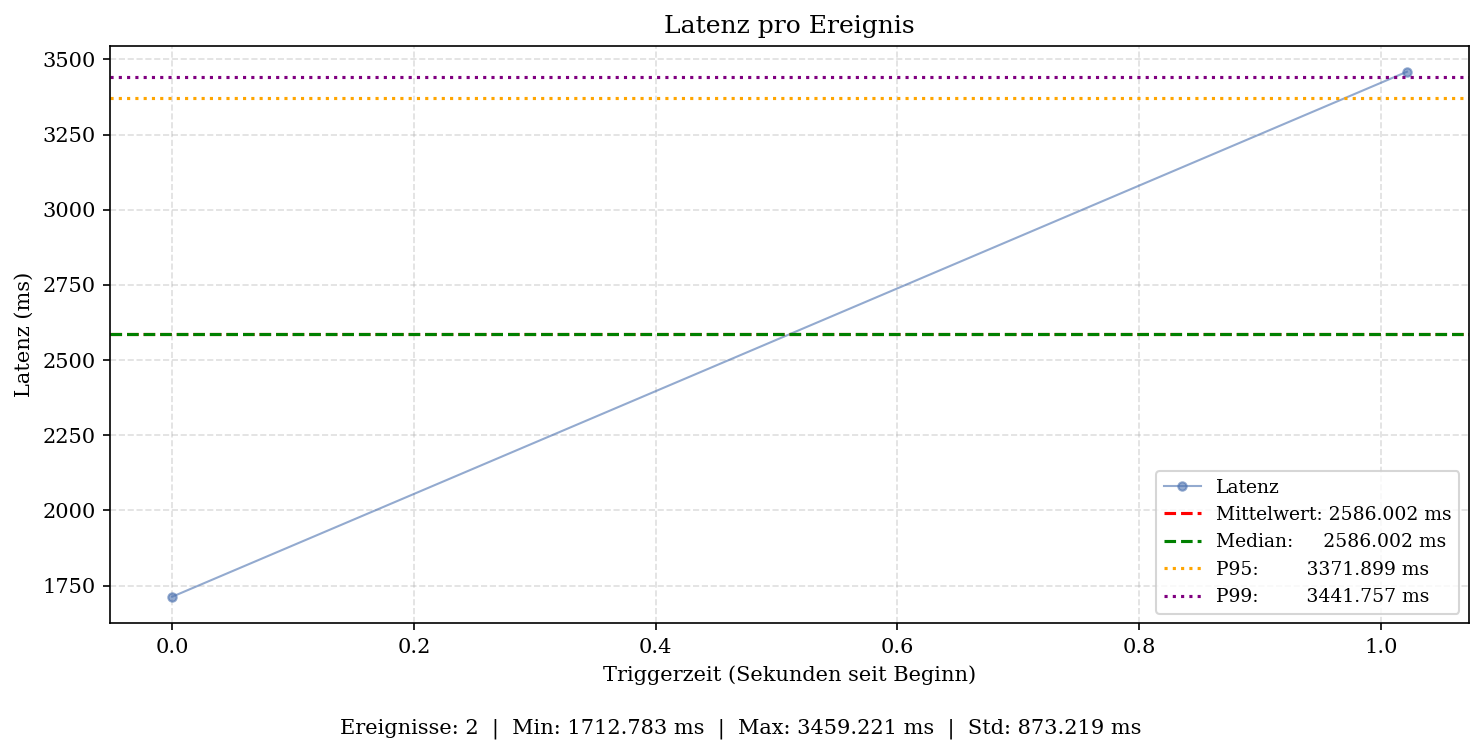 Latenz pro Ereignis
3500
3250
3000
2750
2500
2250
2000
1750
Latenz (ms)
Latenz
Mittelwert: 2586.002 ms
Median: 2586.002 ms
P95: 3371.899 ms
P99: 3441.757 ms
0.0 0.2 0.4 0.6 0.8 1.0
Triggerzeit (Sekunden seit Beginn)
Ereignisse: 2 | Min: 1712.783 ms | Max: 3459.221 ms | Std: 873.219 ms